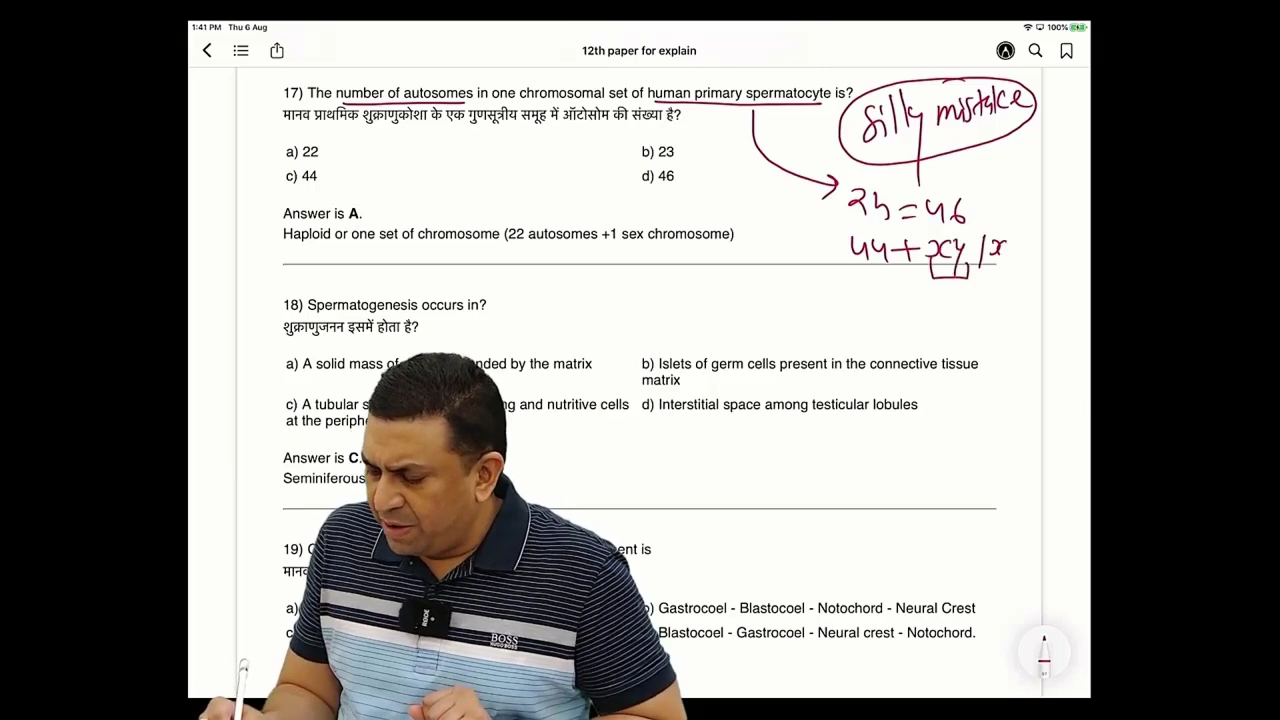 1:41 PM Thu 6 Aug
100%
12th paper for explain
17) The number of autosomes in one chromosomal set of human primary spermatocyte is?
मानव प्राथमिक शुक्राणुकोशा के एक गुणसूत्रीय समूह में ऑटोसोम की संख्या है?
silly mistake
a) 22
b) 23
c) 44
d) 46
2n = 46
44 + xy / x
Answer is A.
Haploid or one set of chromosome (22 autosomes +1 sex chromosome)
18) Spermatogenesis occurs in?
शुक्राणुजनन इसमें होता है?
a) A solid mass of nded by the matrix
b) Islets of germ cells present in the connective tissue
matrix
c) A tubular ng and nutritive cells
at the periphe
d) Interstitial space among testicular lobules
Answer is C.
Seminiferous
19) ent is
मानव
a)
b) Gastrocoel - Blastocoel - Notochord - Neural Crest
Blastocoel - Gastrocoel - Neural crest - Notochord.
RODE
BOSS
HUGO BOSS